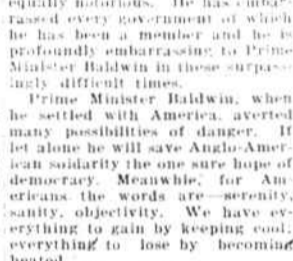 equally notorious. He has embar-
rassed every government of which
he has been a member and he is
profoundly embarrassing to Prime
Minister Baldwin in these surpass-
ingly difficult times.
Prime Minister Baldwin, when
he settled with America, averted
many possibilities of danger. If
let alone he will save Anglo-Amer-
ican soidarity the one sure hope of
democracy. Meanwhie, for Am-
ericans the words are—serenity,
sanity, objectivity. We have ev-
erything to gain by keeping cool;
everything to lose by becoming
heated.